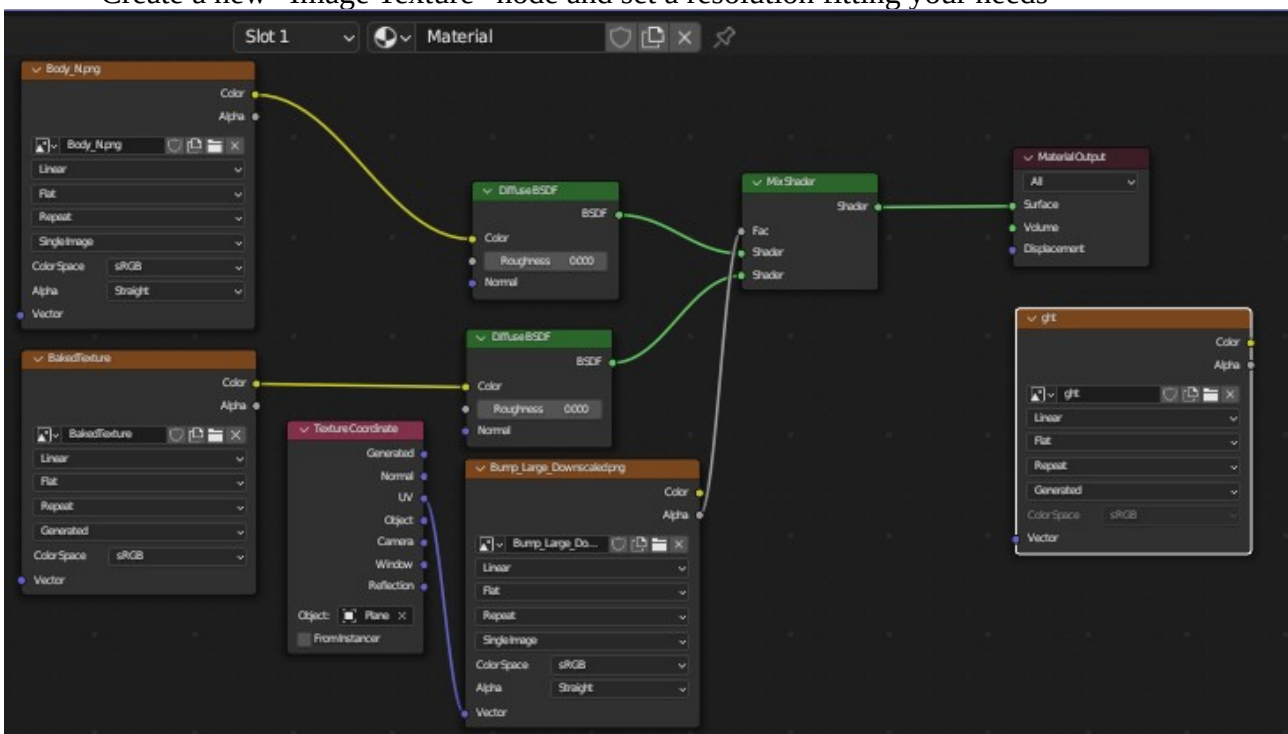 Create a new "Image Texture" node and set a resolution fitting your needs
Slot 1
Material
Body_N.png
Color
Alpha
Body_N.png
Linear
Flat
Repeat
Single Image
Color Space sRGB
Alpha Straight
Vector
Baked Texture
Color
Alpha
Baked Texture
Linear
Flat
Repeat
Generated
Color Space sRGB
Vector
Texture Coordinate
Generated
Normal
UV
Object
Camera
Window
Reflection
Object: Plane
From Instancer
Diffuse BSDF
BSDF
Color
Roughness 0.000
Normal
Diffuse BSDF
BSDF
Color
Roughness 0.000
Normal
Bump_Large_Downscaled.png
Color
Alpha
Bump_Large_Do...
Linear
Flat
Repeat
Single Image
Color Space sRGB
Alpha Straight
Vector
Mix Shader
Shader
Fac
Shader
Shader
Material Output
All
Surface
Volume
Displacement
ght
Color
Alpha
ght
Linear
Flat
Repeat
Generated
Color Space sRGB
Vector